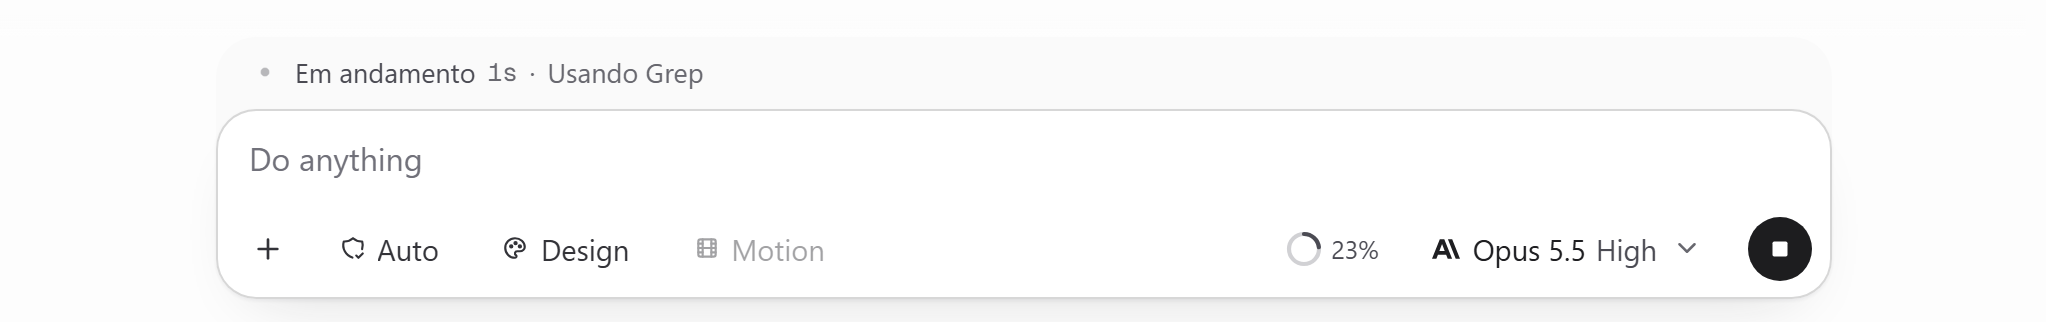 Em andamento 1s · Usando Grep
Do anything
Auto Design Motion 23% Opus 5.5 High